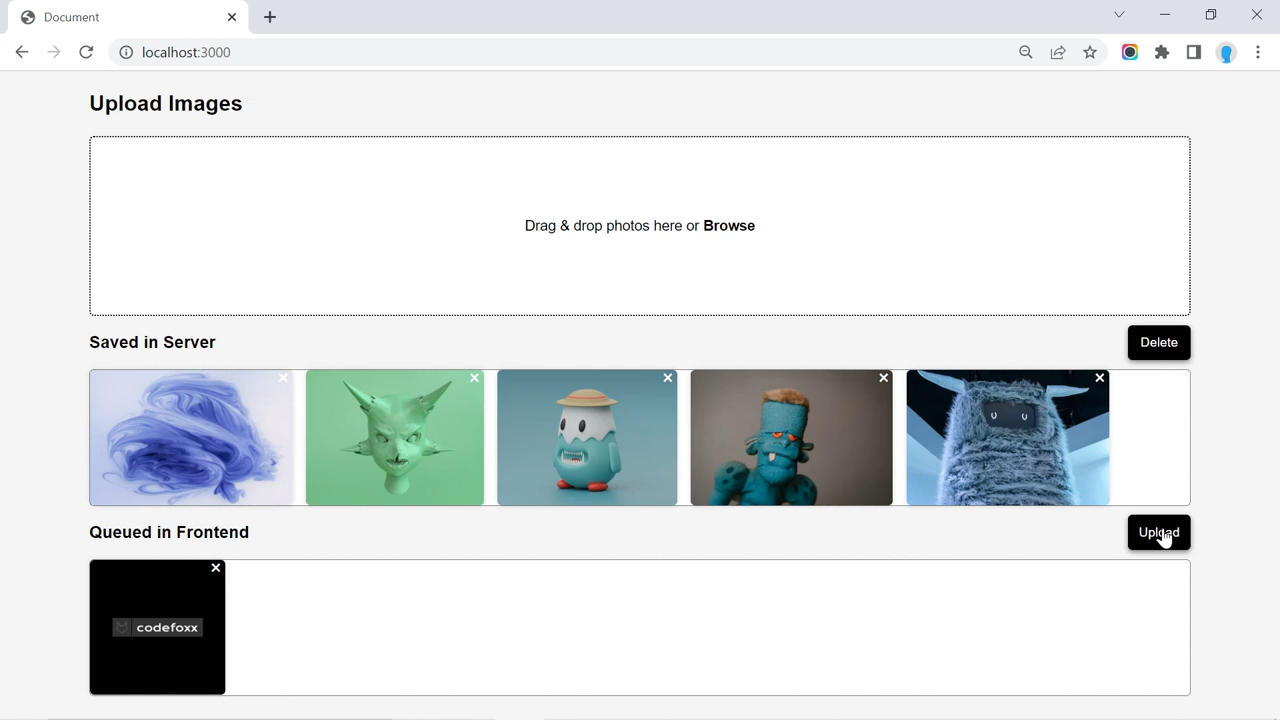 Document
localhost:3000
Upload Images
Drag & drop photos here or Browse
Saved in Server
Delete
Queued in Frontend
Upload
codefoxx